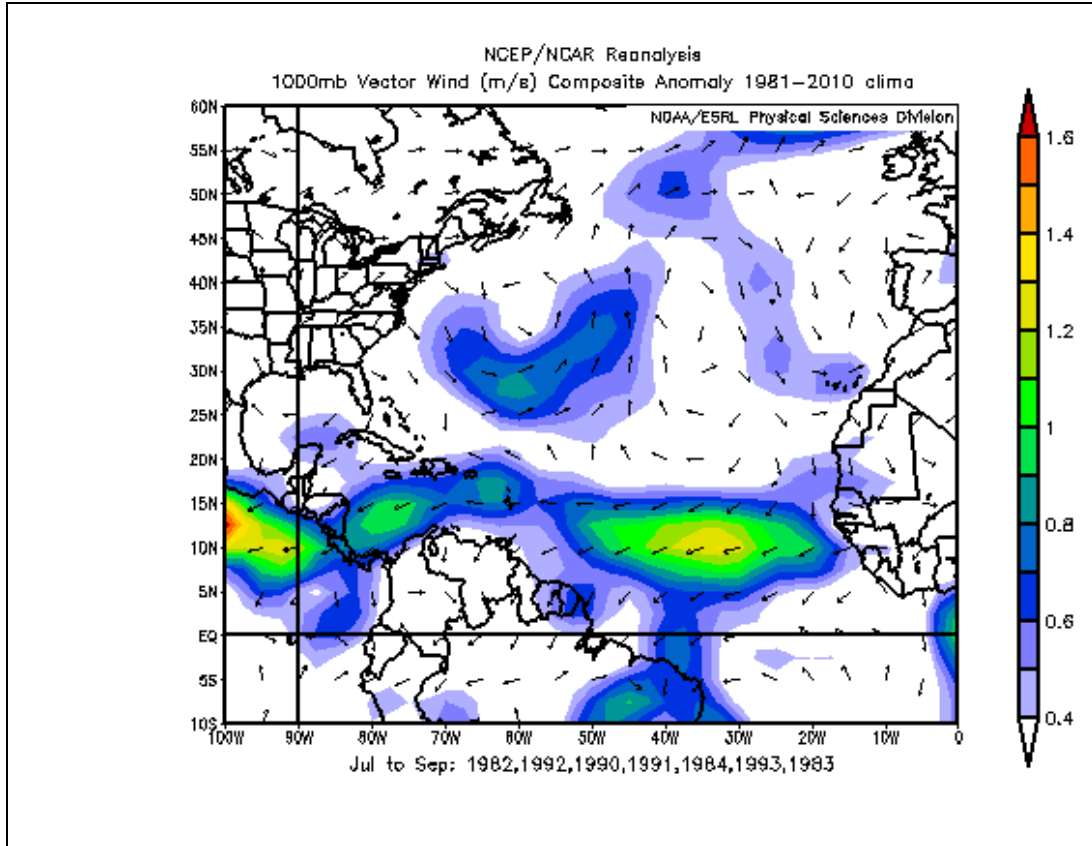 NCEP/NCAR Reanalysis
1000mb Vector Wind (m/s) Composite Anomaly 1981-2010 clima
NOAA/ESRL Physical Sciences Division
60N
55N
50N
45N
40N
35N
30N
25N
20N
15N
10N
5N
EQ
5S
10S
100W 90W 80W 70W 60W 50W 40W 30W 20W 10W 0
1.6
1.4
1.2
1
0.8
0.6
0.4
Jul to Sep: 1982,1992,1990,1991,1984,1993,1983